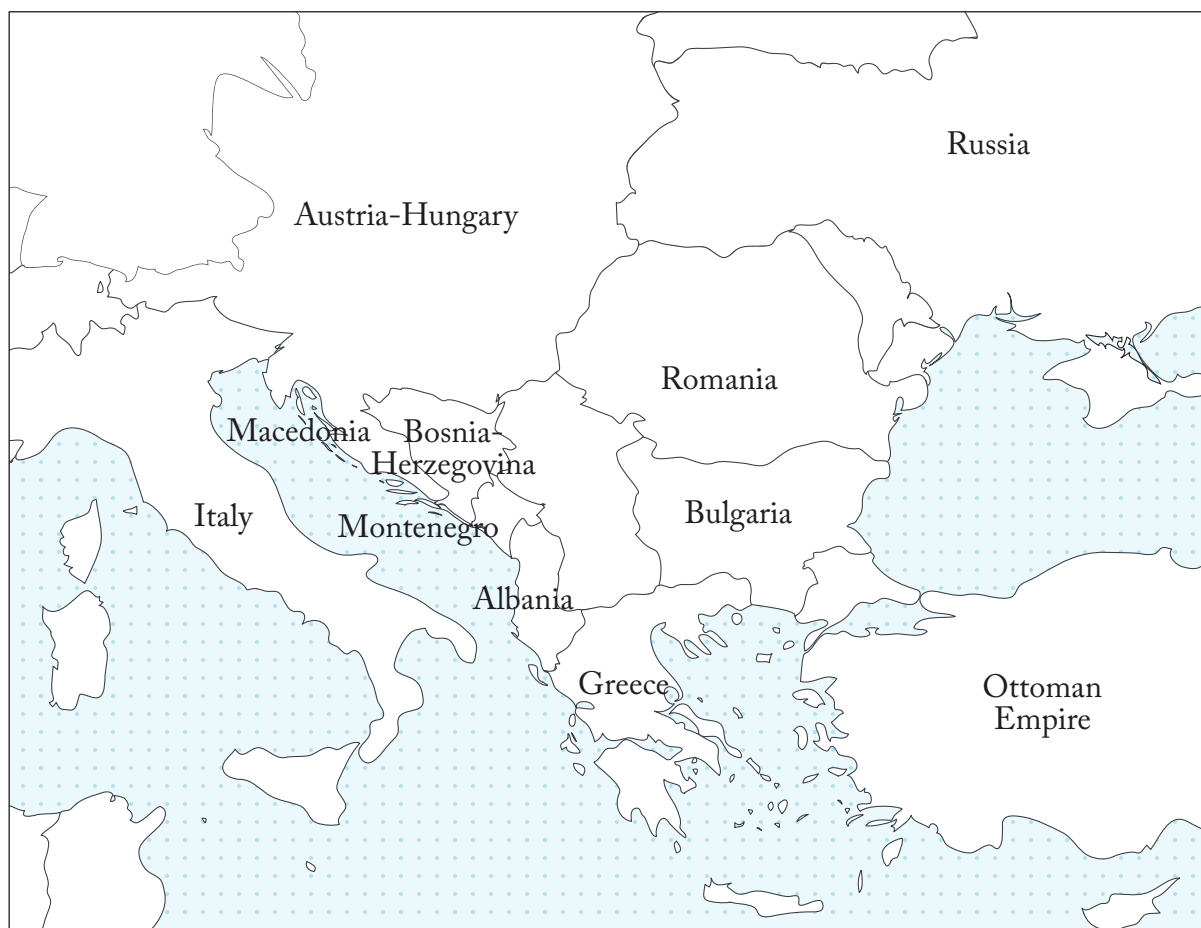 Russia
Austria-Hungary
Romania
Macedonia
Bosnia-
Herzegovina
Italy
Montenegro
Bulgaria
Albania
Greece
Ottoman
Empire